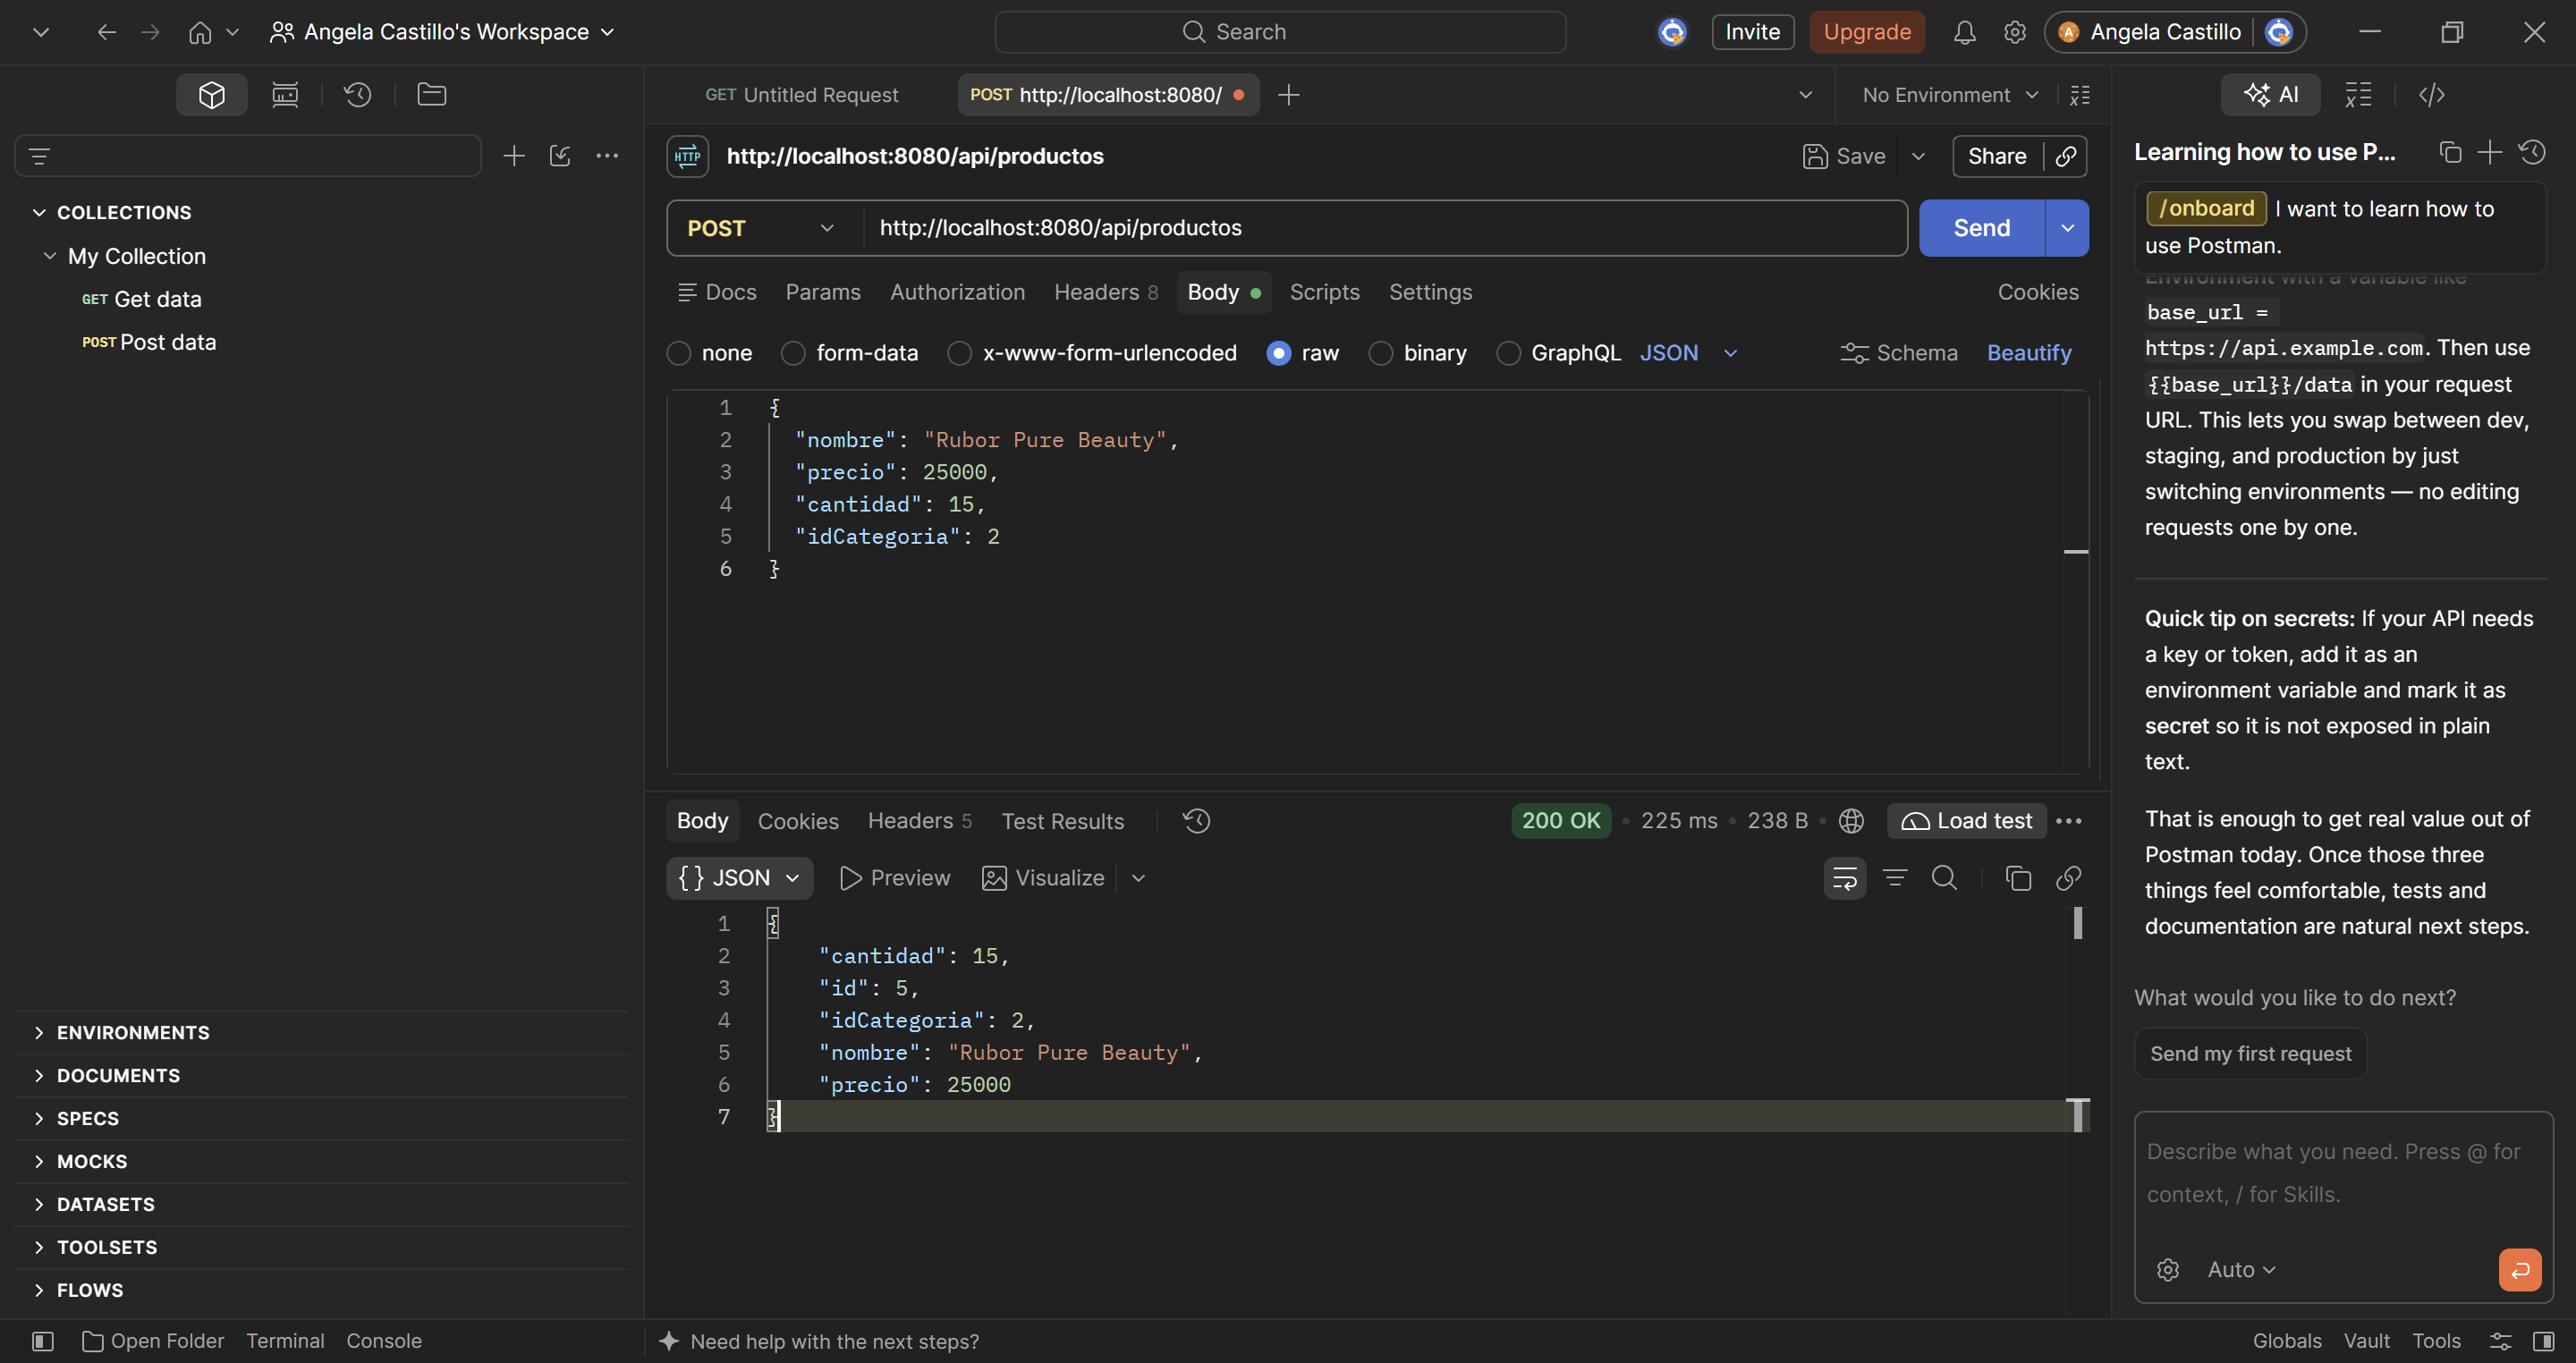 Angela Castillo's Workspace
Search
Invite
Upgrade
A
Angela Castillo
GET Untitled Request
POST http://localhost:8080/
No Environment
AI
COLLECTIONS
My Collection
GET Get data
POST Post data
ENVIRONMENTS
DOCUMENTS
SPECS
MOCKS
DATASETS
TOOLSETS
FLOWS
HTTP
http://localhost:8080/api/productos
Save
Share
POST
http://localhost:8080/api/productos
Send
Docs
Params
Authorization
Headers 8
Body
Scripts
Settings
Cookies
none
form-data
x-www-form-urlencoded
raw
binary
GraphQL
JSON
Schema
Beautify
1 {
2 "nombre": "Rubor Pure Beauty",
3 "precio": 25000,
4 "cantidad": 15,
5 "idCategoria": 2
6 }
Body
Cookies
Headers 5
Test Results
200 OK
225 ms
238 B
Load test
{} JSON
Preview
Visualize
1 {
2 "cantidad": 15,
3 "id": 5,
4 "idCategoria": 2,
5 "nombre": "Rubor Pure Beauty",
6 "precio": 25000
7 }
Learning how to use P...
/onboard I want to learn how to
use Postman.
Environment with a variable like
base_url =
https://api.example.com. Then use
{{base_url}}/data in your request
URL. This lets you swap between dev,
staging, and production by just
switching environments — no editing
requests one by one.
Quick tip on secrets: If your API needs
a key or token, add it as an
environment variable and mark it as
secret so it is not exposed in plain
text.
That is enough to get real value out of
Postman today. Once those three
things feel comfortable, tests and
documentation are natural next steps.
What would you like to do next?
Send my first request
Describe what you need. Press @ for
context, / for Skills.
Auto
Open Folder
Terminal
Console
Need help with the next steps?
Globals
Vault
Tools